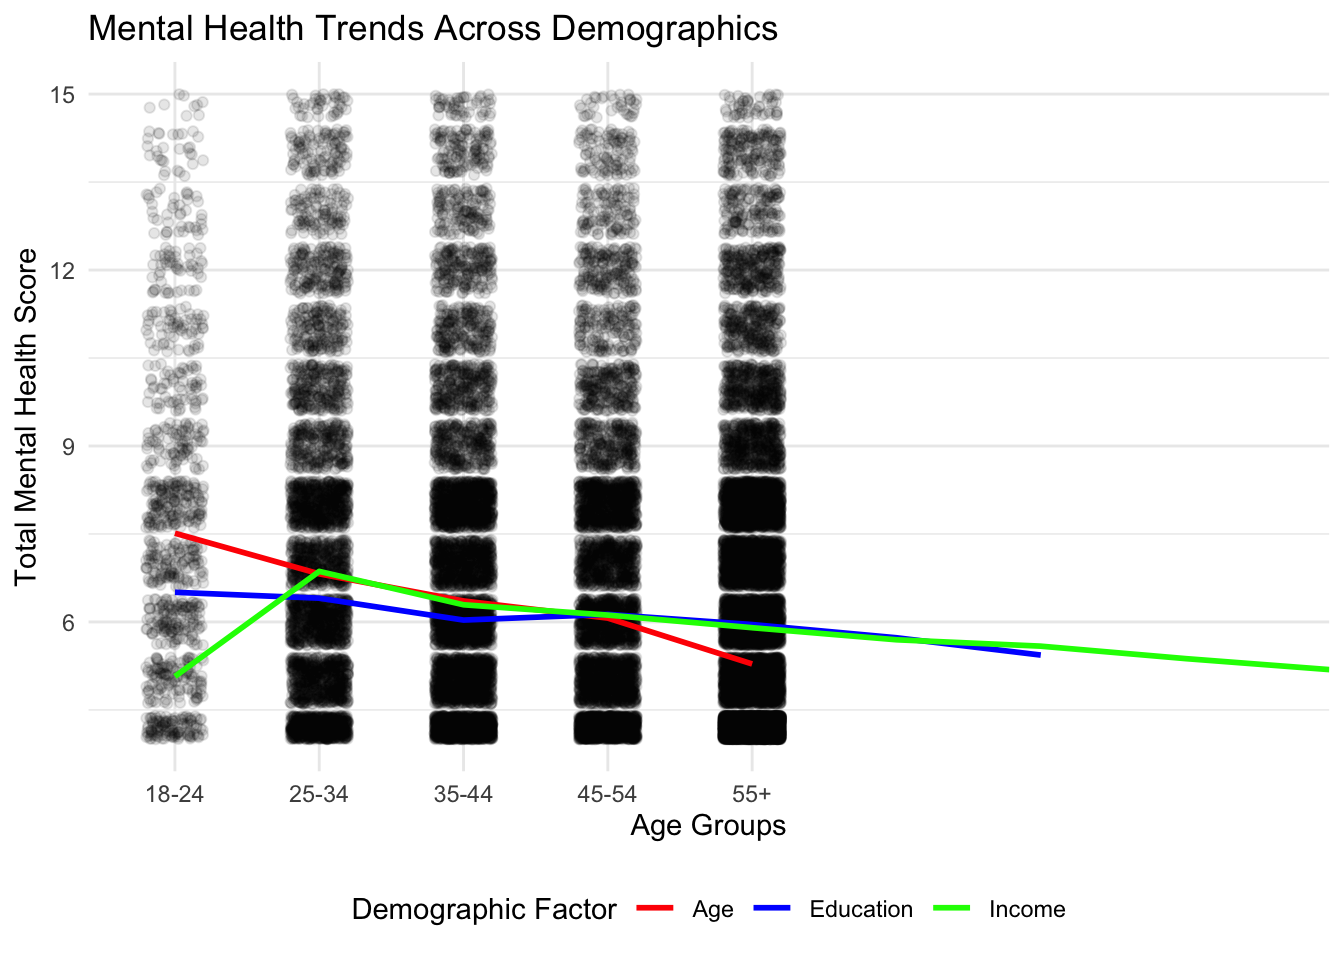 Mental Health Trends Across Demographics
15
12
9
6
Total Mental Health Score
18-24 25-34 35-44 45-54 55+
Age Groups
Demographic Factor Age Education Income